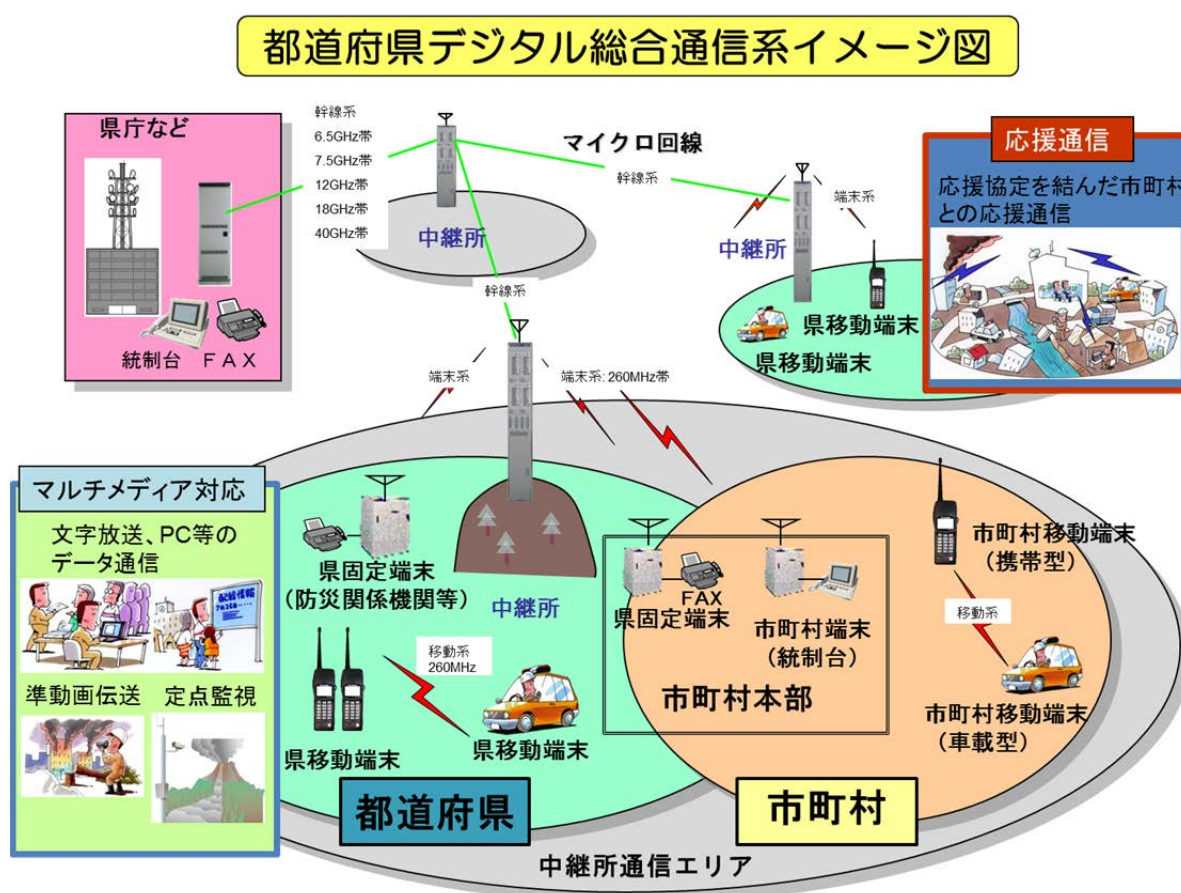 都道府県デジタル総合通信系イメージ図
県庁など
統制台 FAX
幹線系
6.5GHz帯
7.5GHz帯
12GHz帯
18GHz帯
40GHz帯
中継所
マイクロ回線
幹線系
端末系
中継所
県移動端末
県移動端末
応援通信
応援協定を結んだ市町村
との応援通信
幹線系
端末系
端末系:260MHz帯
マルチメディア対応
文字放送、PC等の
データ通信
配給情報
準動画伝送
定点監視
県固定端末
(防災関係機関等)
中継所
移動系
260MHz
県移動端末
県移動端末
都道府県
FAX
県固定端末
市町村端末
(統制台)
市町村本部
市町村移動端末
(携帯型)
移動系
市町村移動端末
(車載型)
市町村
中継所通信エリア